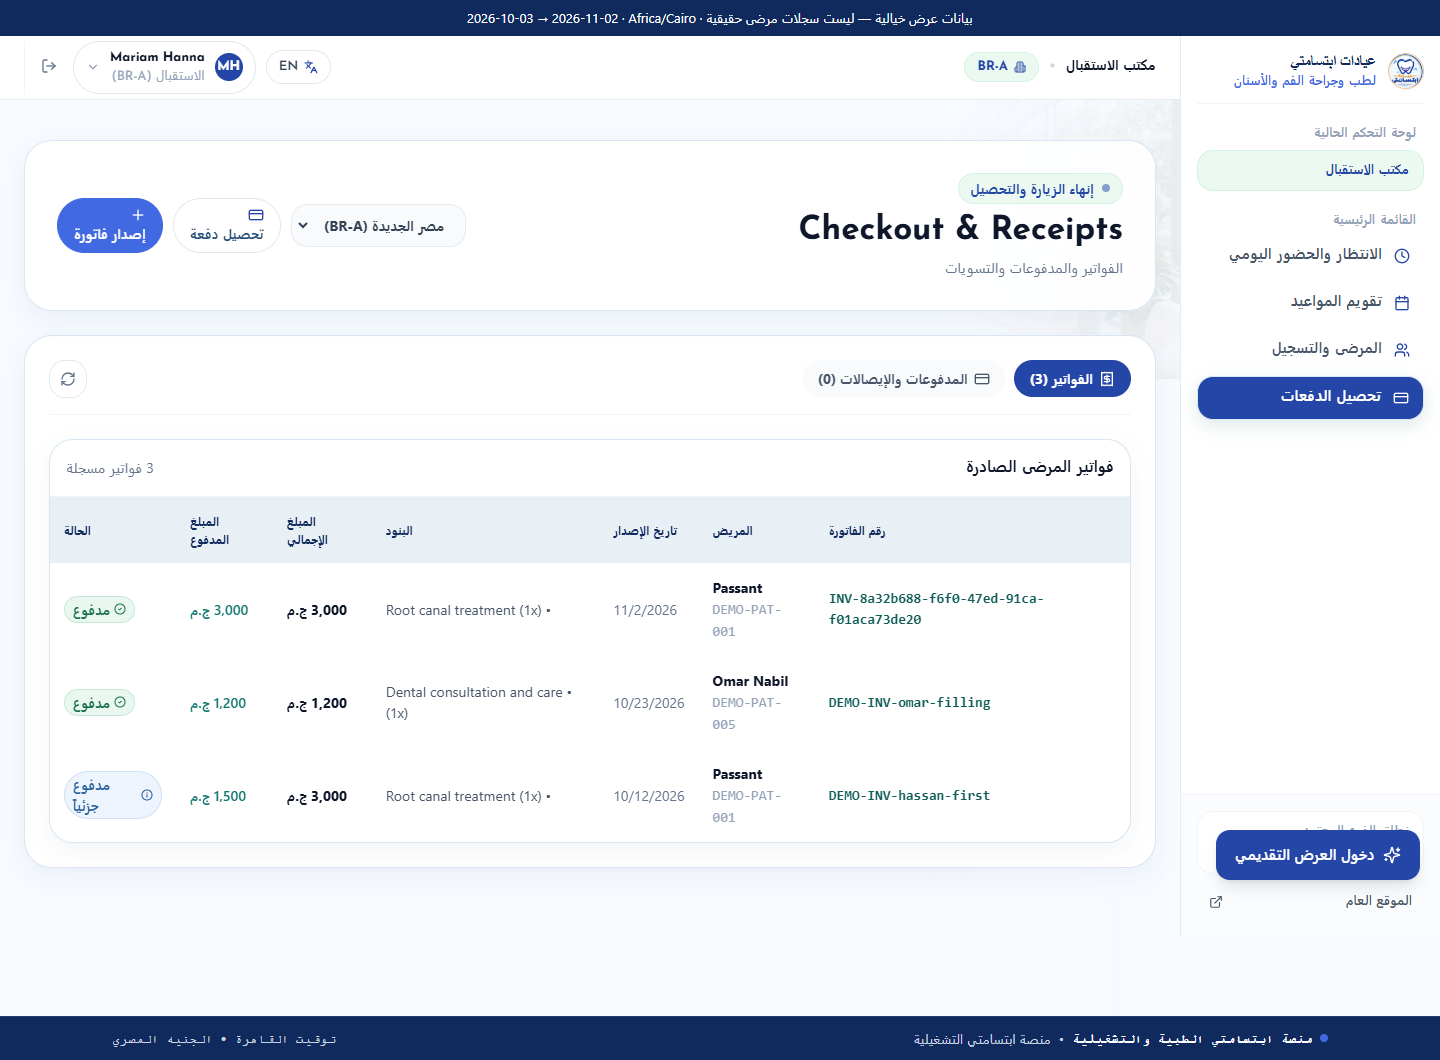 بيانات عرض خيالية — ليست سجلات مرضى حقيقية · 2026-10-03 → 2026-11-02 · Africa/Cairo
عيادات ابتسامتي
لطب وجراحة الفم والأسنان
مكتب الاستقبال • BR-A
EN
MH
Mariam Hanna
الاستقبال (BR-A)
لوحة التحكم الحالية
مكتب الاستقبال
القائمة الرئيسية
الانتظار والحضور اليومي
تقويم المواعيد
المرضى والتسجيل
تحصيل الدفعات
إنهاء الزيارة والتحصيل
Checkout & Receipts
الفواتير والمدفوعات والتسويات
مصر الجديدة (BR-A)
تحصيل دفعة
إصدار فاتورة
الفواتير (3)
المدفوعات والإيصالات (0)
فواتير المرضى الصادرة
3 فواتير مسجلة
رقم الفاتورة
المريض
تاريخ الإصدار
البنود
المبلغ
الإجمالي
المبلغ
المدفوع
الحالة
INV-8a32b688-f6f0-47ed-91ca-
f01aca73de20
Passant
DEMO-PAT-
001
11/2/2026
Root canal treatment (1x) •
3,000 ج.م
3,000 ج.م
مدفوع
DEMO-INV-omar-filling
Omar Nabil
DEMO-PAT-
005
10/23/2026
Dental consultation and care •
(1x)
1,200 ج.م
1,200 ج.م
مدفوع
DEMO-INV-hassan-first
Passant
DEMO-PAT-
001
10/12/2026
Root canal treatment (1x) •
3,000 ج.م
1,500 ج.م
مدفوع
جزئياً
دخول العرض التقديمي
الموقع العام
منصة ابتسامتي الطبية والتشغيلية • منصة ابتسامتي التشغيلية
توقيت القاهرة • الجنيه المصري